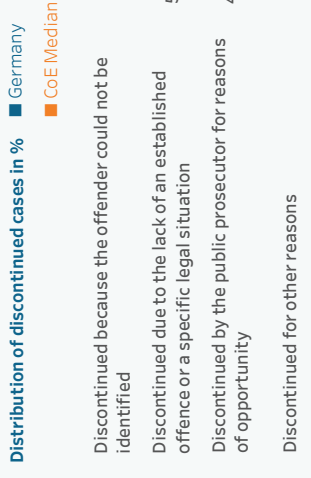 Distribution of discontinued cases in % ■ Germany
■ CoE Median
Discontinued because the offender could not be
identified
Discontinued due to the lack of an established
offence or a specific legal situation
Discontinued by the public prosecutor for reasons
of opportunity
Discontinued for other reasons